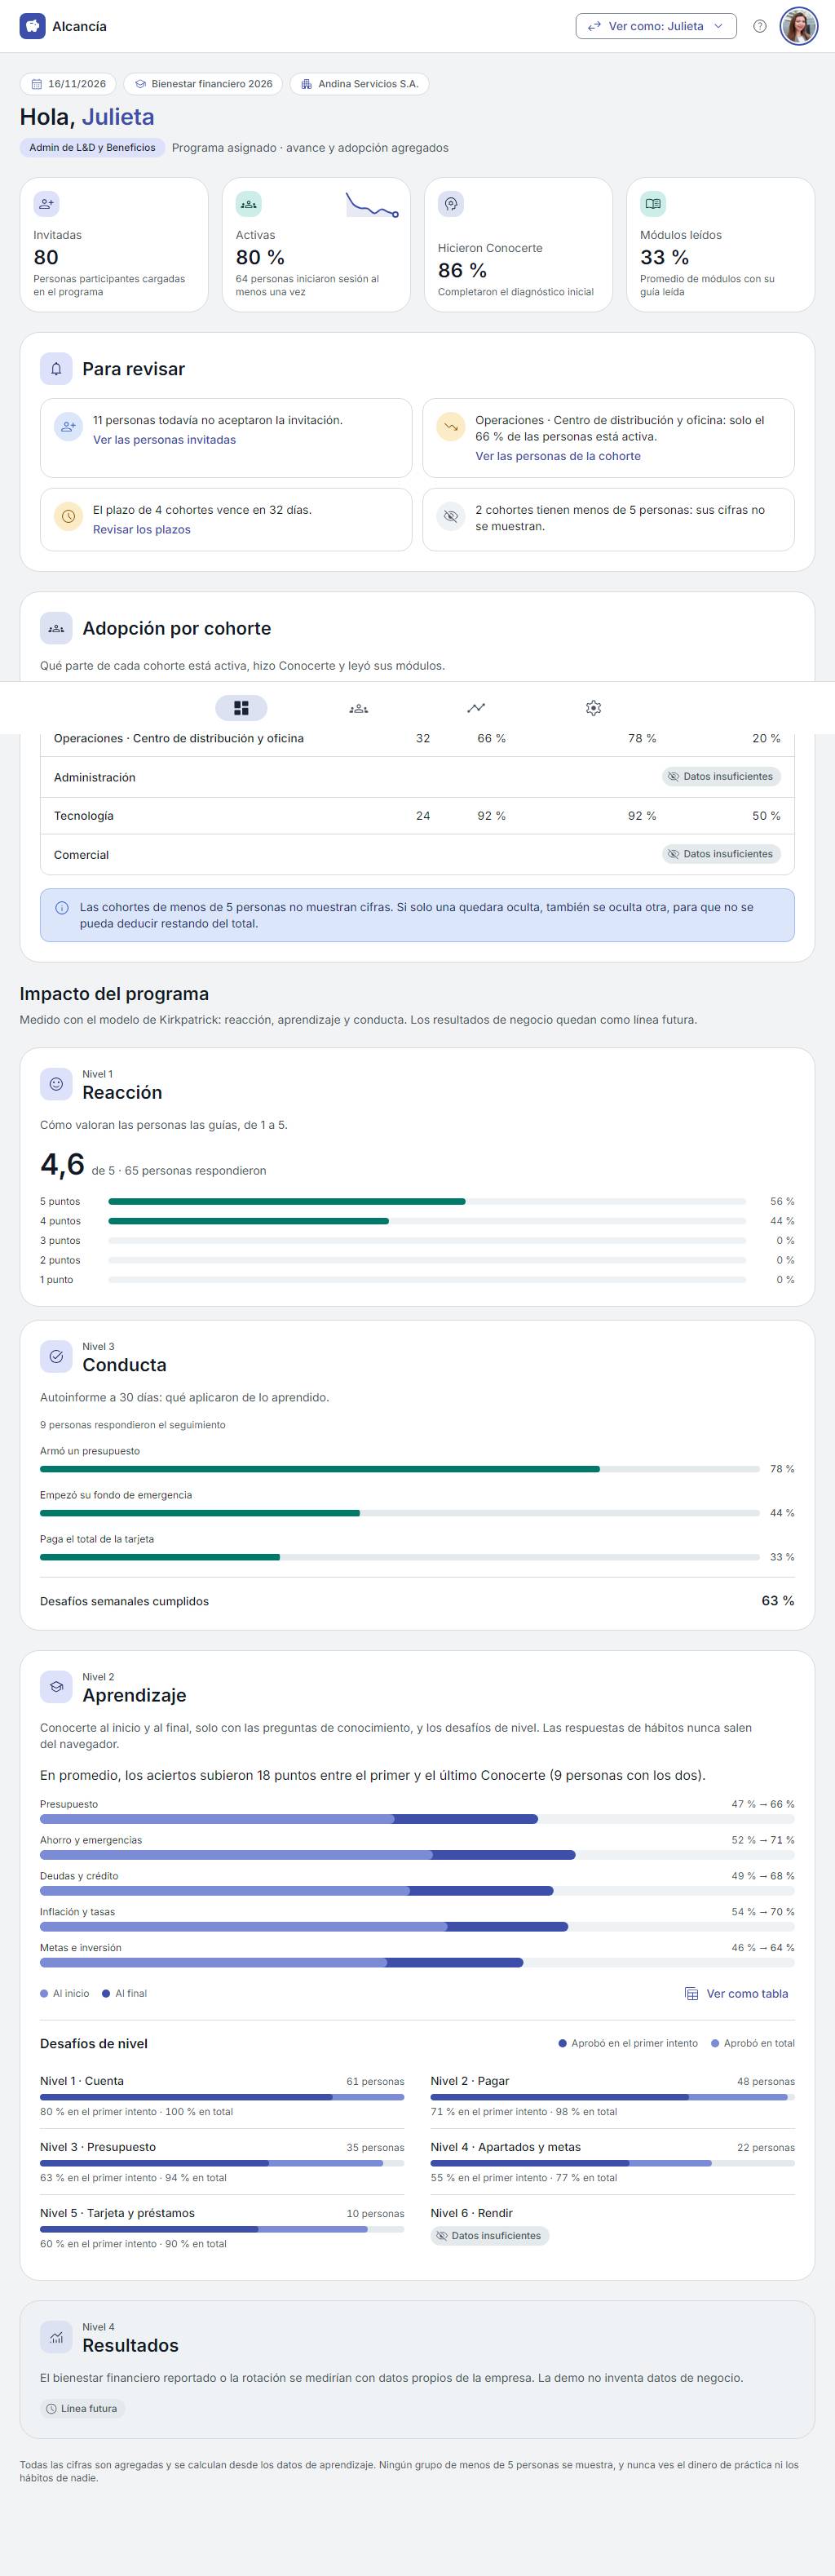 Alcancía
Ver como: Julieta
16/11/2026
Bienestar financiero 2026
Andina Servicios S.A.
Hola, Julieta
Admin de L&D y Beneficios
Programa asignado · avance y adopción agregados
Invitadas
80
Personas participantes cargadas
en el programa
Activas
80 %
64 personas iniciaron sesión al
menos una vez
Hicieron Conocerte
86 %
Completaron el diagnóstico inicial
Módulos leídos
33 %
Promedio de módulos con su
guía leída
Para revisar
11 personas todavía no aceptaron la invitación.
Ver las personas invitadas
Operaciones · Centro de distribución y oficina: solo el
66 % de las personas está activa.
Ver las personas de la cohorte
El plazo de 4 cohortes vence en 32 días.
Revisar los plazos
2 cohortes tienen menos de 5 personas: sus cifras no
se muestran.
Adopción por cohorte
Qué parte de cada cohorte está activa, hizo Conocerte y leyó sus módulos.
Operaciones · Centro de distribución y oficina 32 66 % 78 % 20 %
Administración Datos insuficientes
Tecnología 24 92 % 92 % 50 %
Comercial Datos insuficientes
Las cohortes de menos de 5 personas no muestran cifras. Si solo una quedara oculta, también se oculta otra, para que no se
pueda deducir restando del total.
Impacto del programa
Medido con el modelo de Kirkpatrick: reacción, aprendizaje y conducta. Los resultados de negocio quedan como línea futura.
Nivel 1
Reacción
Cómo valoran las personas las guías, de 1 a 5.
4,6 de 5 · 65 personas respondieron
5 puntos 56 %
4 puntos 44 %
3 puntos 0 %
2 puntos 0 %
1 punto 0 %
Nivel 3
Conducta
Autoinforme a 30 días: qué aplicaron de lo aprendido.
9 personas respondieron el seguimiento
Armó un presupuesto
78 %
Empezó su fondo de emergencia
44 %
Paga el total de la tarjeta
33 %
Desafíos semanales cumplidos 63 %
Nivel 2
Aprendizaje
Conocerte al inicio y al final, solo con las preguntas de conocimiento, y los desafíos de nivel. Las respuestas de hábitos nunca salen
del navegador.
En promedio, los aciertos subieron 18 puntos entre el primer y el último Conocerte (9 personas con los dos).
Presupuesto 47 % → 66 %
Ahorro y emergencias 52 % → 71 %
Deudas y crédito 49 % → 68 %
Inflación y tasas 54 % → 70 %
Metas e inversión 46 % → 64 %
Al inicio Al final
Ver como tabla
Desafíos de nivel
Aprobó en el primer intento Aprobó en total
Nivel 1 · Cuenta 61 personas
80 % en el primer intento · 100 % en total
Nivel 2 · Pagar 48 personas
71 % en el primer intento · 98 % en total
Nivel 3 · Presupuesto 35 personas
63 % en el primer intento · 94 % en total
Nivel 4 · Apartados y metas 22 personas
55 % en el primer intento · 77 % en total
Nivel 5 · Tarjeta y préstamos 10 personas
60 % en el primer intento · 90 % en total
Nivel 6 · Rendir
Datos insuficientes
Nivel 4
Resultados
El bienestar financiero reportado o la rotación se medirían con datos propios de la empresa. La demo no inventa datos de negocio.
Línea futura
Todas las cifras son agregadas y se calculan desde los datos de aprendizaje. Ningún grupo de menos de 5 personas se muestra, y nunca ves el dinero de práctica ni los
hábitos de nadie.